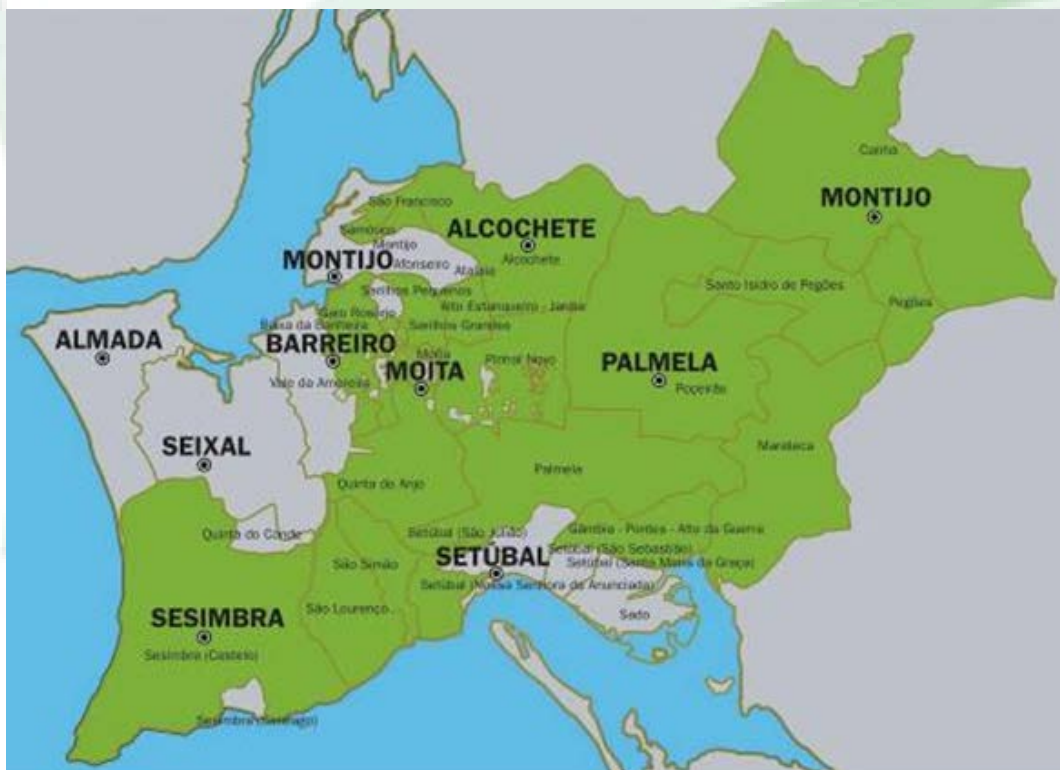 Canha
MONTIJO
São Francisco
ALCOCHETE
Samouco
Montijo
Alcochete
MONTIJO
Afonseiro
Atalaia
Santo Isidro de Pegões
Sarilhos Pequenos
Pegões
Alto Estanqueiro - Jardia
Gaio Rosário
Baixa da Banheira
Sarilhos Grandes
ALMADA
BARREIRO
Moita
Pinhal Novo
PALMELA
MOITA
Vale da Amoreira
Poceirão
SEIXAL
Marateca
Palmela
Quinta do Anjo
Quinta do Conde
Setúbal (São Julião)
Gâmbia - Pontes - Alto da Guerra
SETÚBAL
Setúbal (São Sebastião)
São Simão
Setúbal (Santa Maria da Graça)
Setúbal (Nossa Senhora da Anunciada)
São Lourenço
SESIMBRA
Sado
Sesimbra (Castelo)
Sesimbra (Santiago)